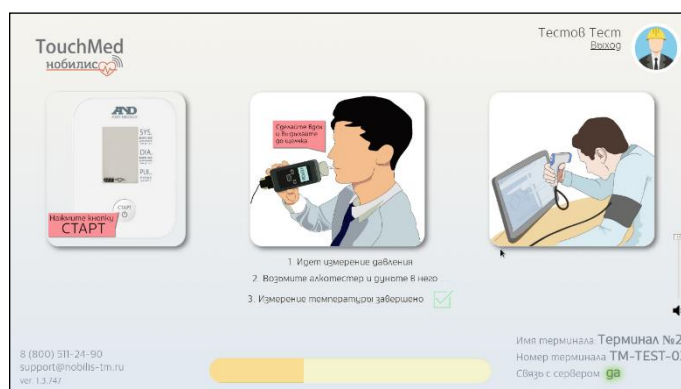 TouchMed
нобилис
Тестов Тест
Выход
AND
SYS.
DIA.
PUL.
СТАРТ
Нажмите кнопку
СТАРТ
Сделайте вдох
и выдыхайте
до щелчка
1. Идет измерение давления
2. Возьмите алкотестер и дуньте в него
3. Измерение температуры завершено
8 (800) 511-24-90
support@nobilis-tm.ru
ver. 1.3.747
Имя терминала: Терминал №2
Номер терминала TM-TEST-0
Связь с сервером да